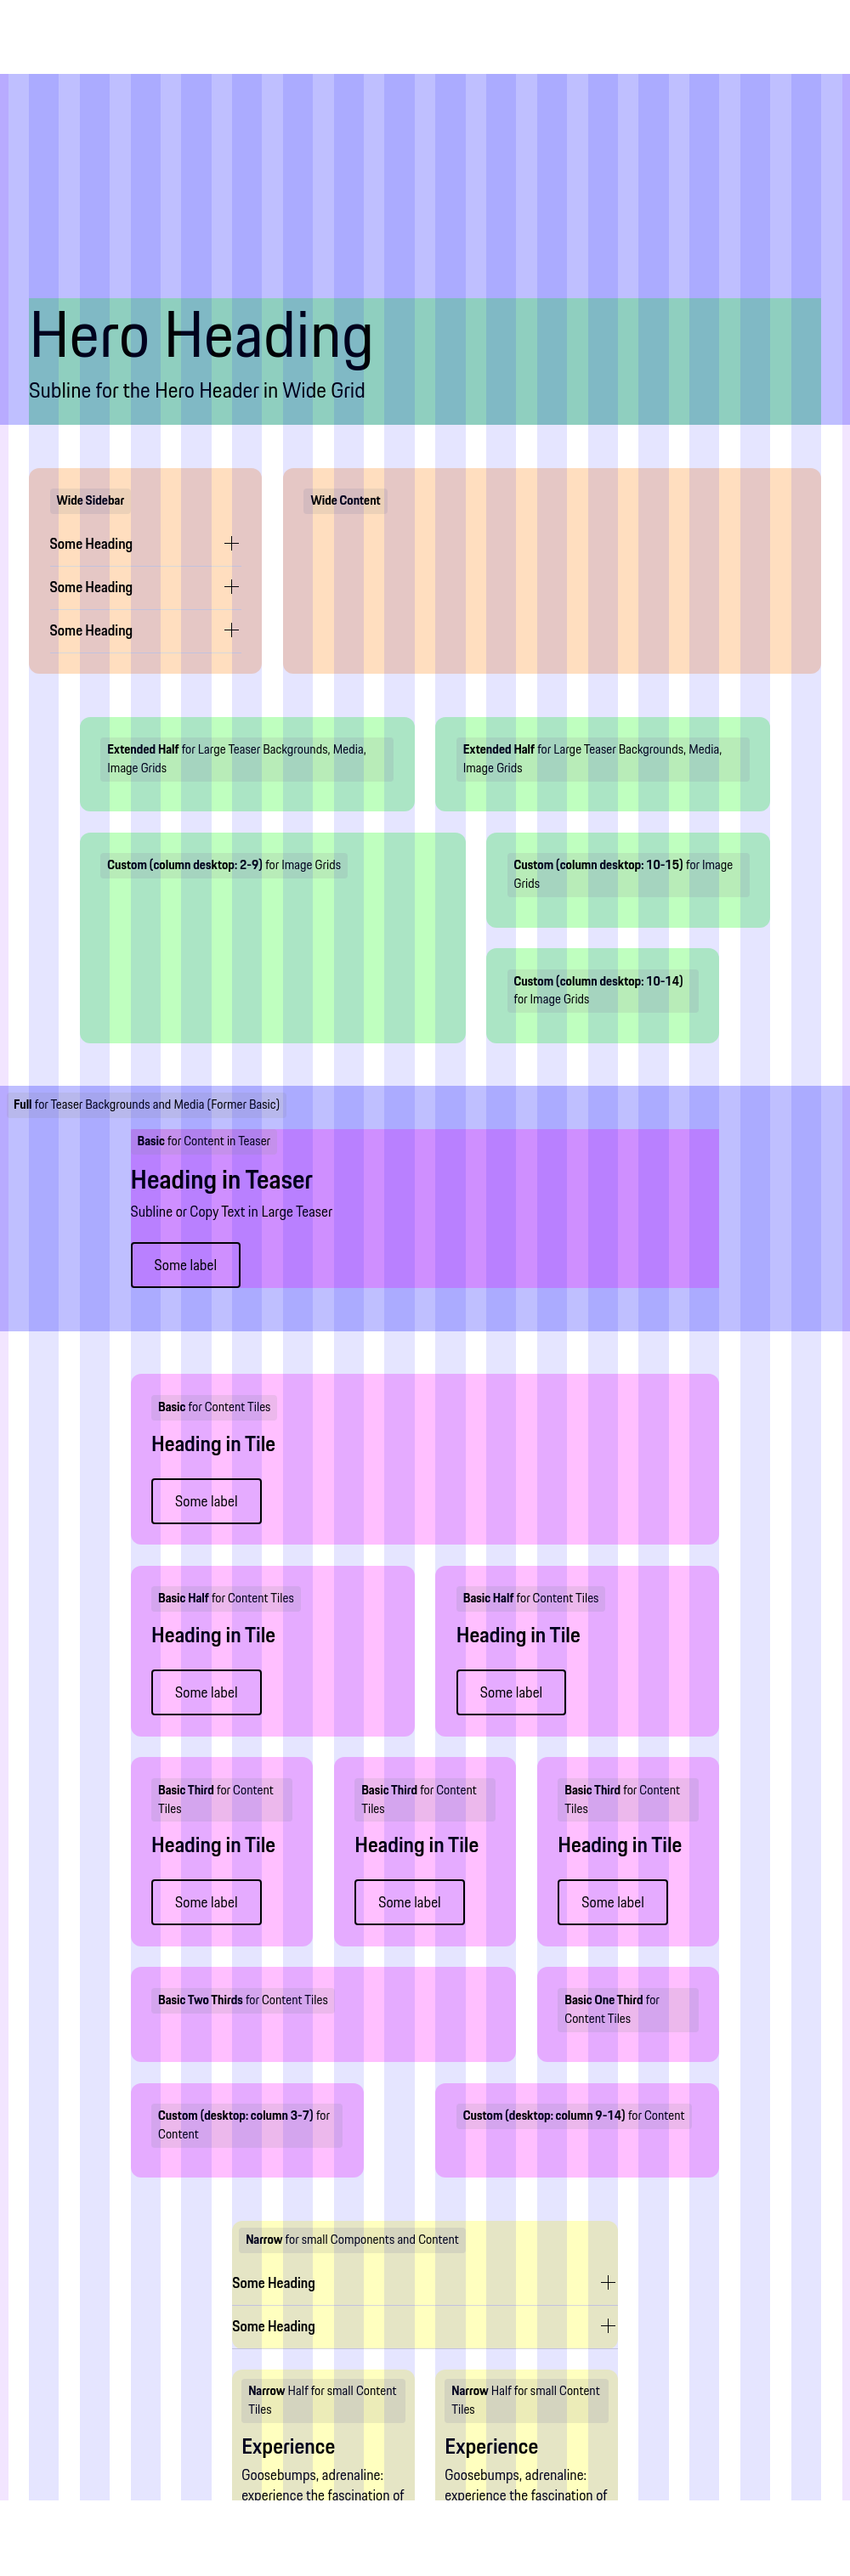 Hero Heading
Subline for the Hero Header in Wide Grid
Wide Sidebar
Some Heading
Some Heading
Some Heading
Wide Content
Extended Half for Large Teaser Backgrounds, Media,
Image Grids
Extended Half for Large Teaser Backgrounds, Media,
Image Grids
Custom (column desktop: 2-9) for Image Grids
Custom (column desktop: 10-15) for Image
Grids
Custom (column desktop: 10-14)
for Image Grids
Full for Teaser Backgrounds and Media (Former Basic)
Basic for Content in Teaser
Heading in Teaser
Subline or Copy Text in Large Teaser
Some label
Basic for Content Tiles
Heading in Tile
Some label
Basic Half for Content Tiles
Heading in Tile
Some label
Basic Half for Content Tiles
Heading in Tile
Some label
Basic Third for Content
Tiles
Heading in Tile
Some label
Basic Third for Content
Tiles
Heading in Tile
Some label
Basic Third for Content
Tiles
Heading in Tile
Some label
Basic Two Thirds for Content Tiles
Basic One Third for
Content Tiles
Custom (desktop: column 3-7) for
Content
Custom (desktop: column 9-14) for Content
Narrow for small Components and Content
Some Heading
Some Heading
Narrow Half for small Content
Tiles
Experience
Goosebumps, adrenaline:
experience the fascination of
Narrow Half for small Content
Tiles
Experience
Goosebumps, adrenaline:
experience the fascination of